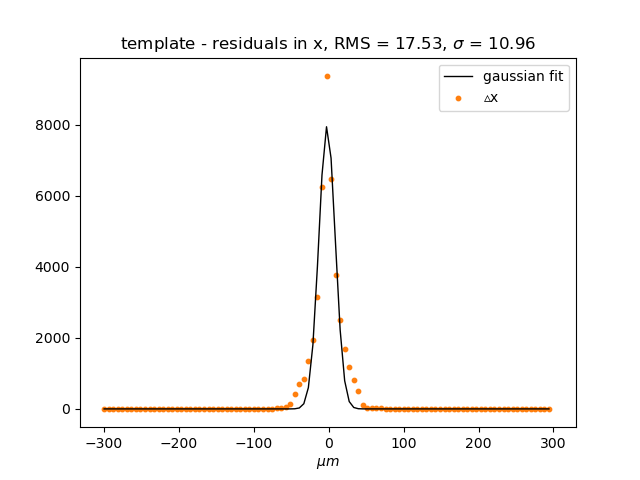 template - residuals in x, RMS = 17.53, σ = 10.96
gaussian fit
△x
8000
6000
4000
2000
0
−300 −200 −100 0 100 200 300
μm